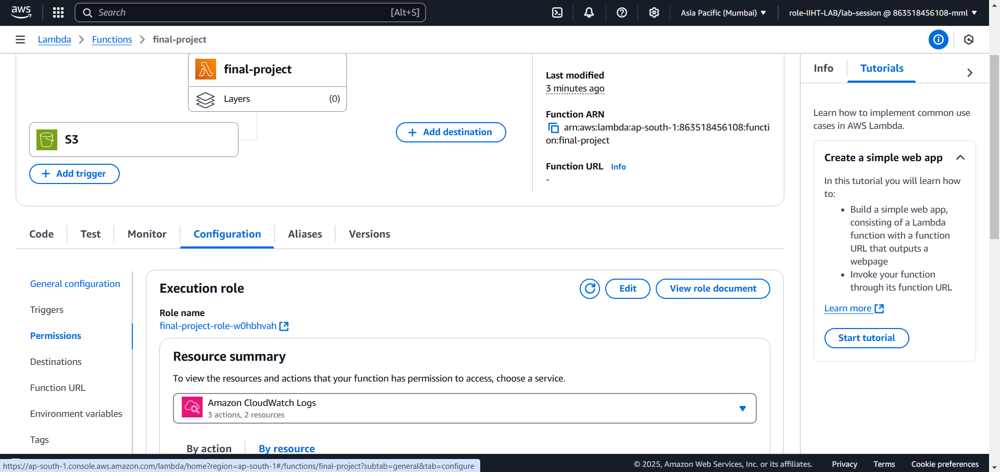 aws
Search
[Alt+S]
Asia Pacific (Mumbai)
role-IIHT-LAB/lab-session @ 863518456108-mml
Lambda
Functions
final-project
final-project
Layers
(0)
S3
+ Add trigger
+ Add destination
Last modified
3 minutes ago
Function ARN
arn:aws:lambda:ap-south-1:863518456108:functi
on:final-project
Function URL
Info
-
Code
Test
Monitor
Configuration
Aliases
Versions
General configuration
Triggers
Permissions
Destinations
Function URL
Environment variables
Tags
Execution role
Edit
View role document
Role name
final-project-role-w0hbhvah
Resource summary
To view the resources and actions that your function has permission to access, choose a service.
Amazon CloudWatch Logs
3 actions, 2 resources
By action
By resource
Info
Tutorials
Learn how to implement common use
cases in AWS Lambda.
Create a simple web app
In this tutorial you will learn how
to:
• Build a simple web app,
consisting of a Lambda
function with a function
URL that outputs a
webpage
• Invoke your function
through its function URL
Learn more
Start tutorial
https://ap-south-1.console.aws.amazon.com/lambda/home?region=ap-south-1#/functions/final-project?subtab=general&tab=configure
© 2025, Amazon Web Services, Inc. or its affiliates.
Privacy
Terms
Cookie preferences